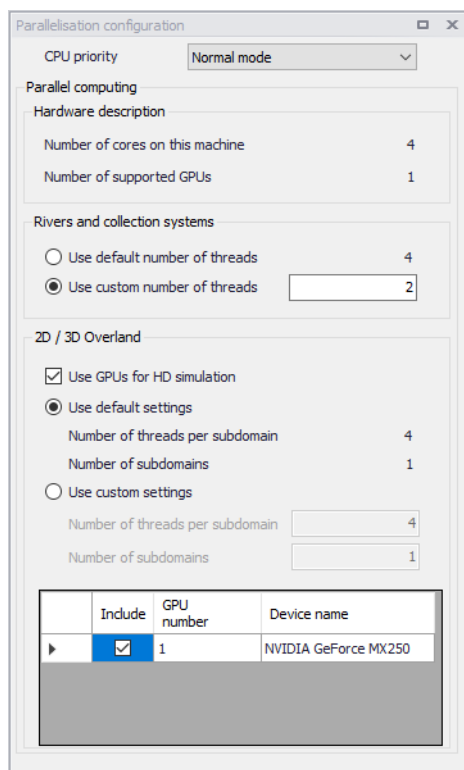 Parallelisation configuration
CPU priority Normal mode
Parallel computing
Hardware description
Number of cores on this machine 4
Number of supported GPUs 1
Rivers and collection systems
Use default number of threads 4
Use custom number of threads 2
2D / 3D Overland
Use GPUs for HD simulation
Use default settings
Number of threads per subdomain 4
Number of subdomains 1
Use custom settings
Number of threads per subdomain 4
Number of subdomains 1
Include GPU number Device name
1 NVIDIA GeForce MX250